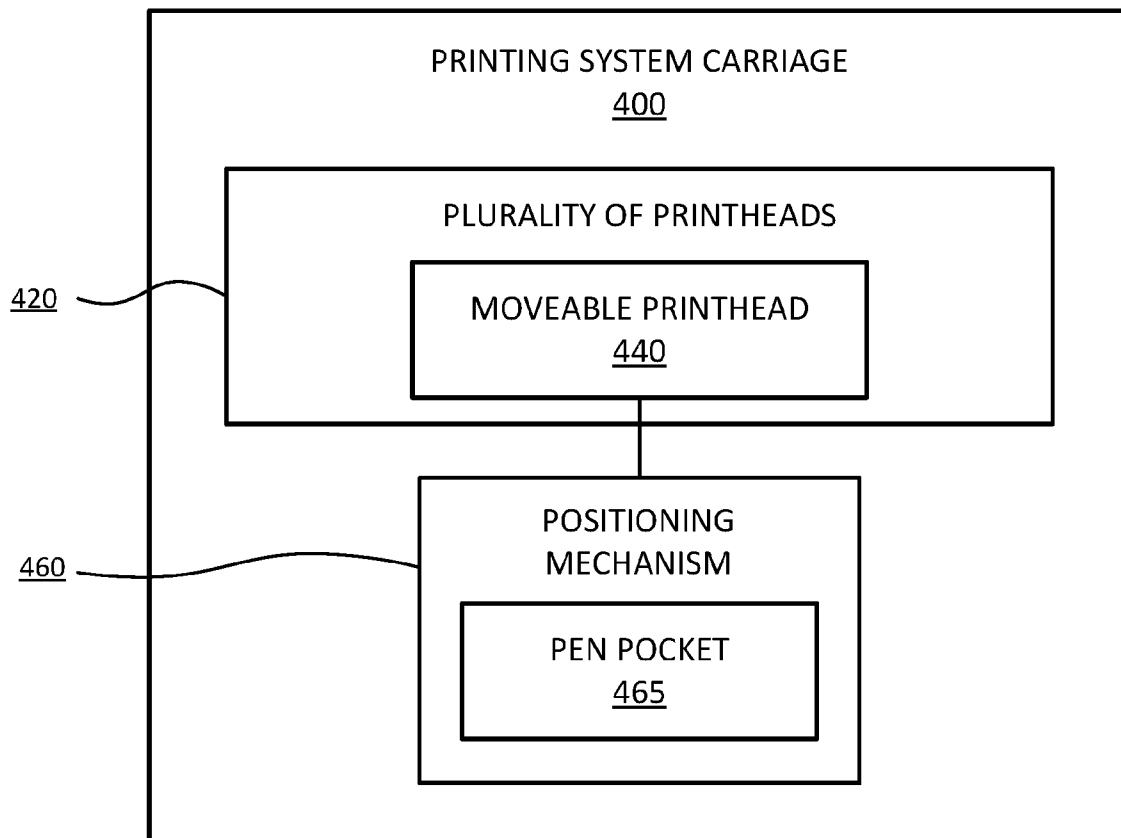 PRINTING SYSTEM CARRIAGE
400
PLURALITY OF PRINTHEADS
MOVEABLE PRINTHEAD
440
420
POSITIONING
MECHANISM
460
PEN POCKET
465